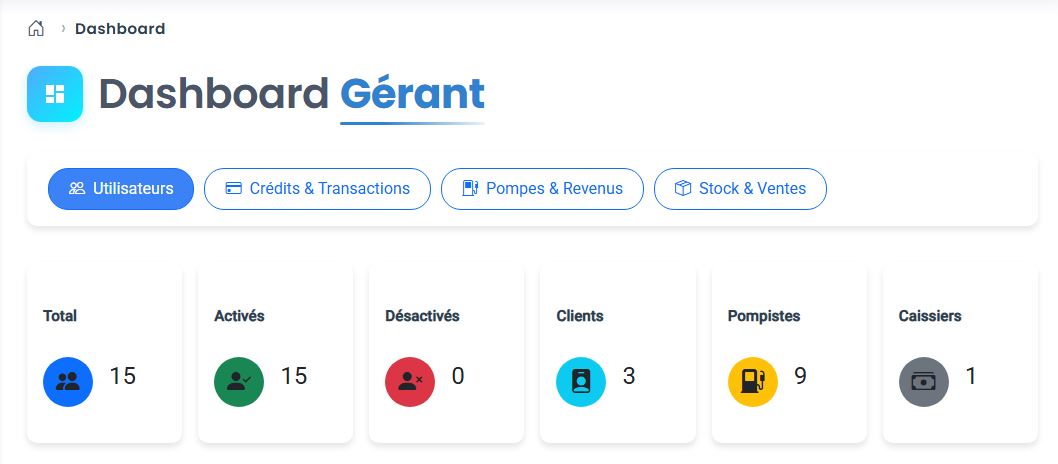 Dashboard
Dashboard Gérant
Utilisateurs Crédits & Transactions Pompes & Revenus Stock & Ventes
Total Activés Désactivés Clients Pompistes Caissiers
15 15 0 3 9 1